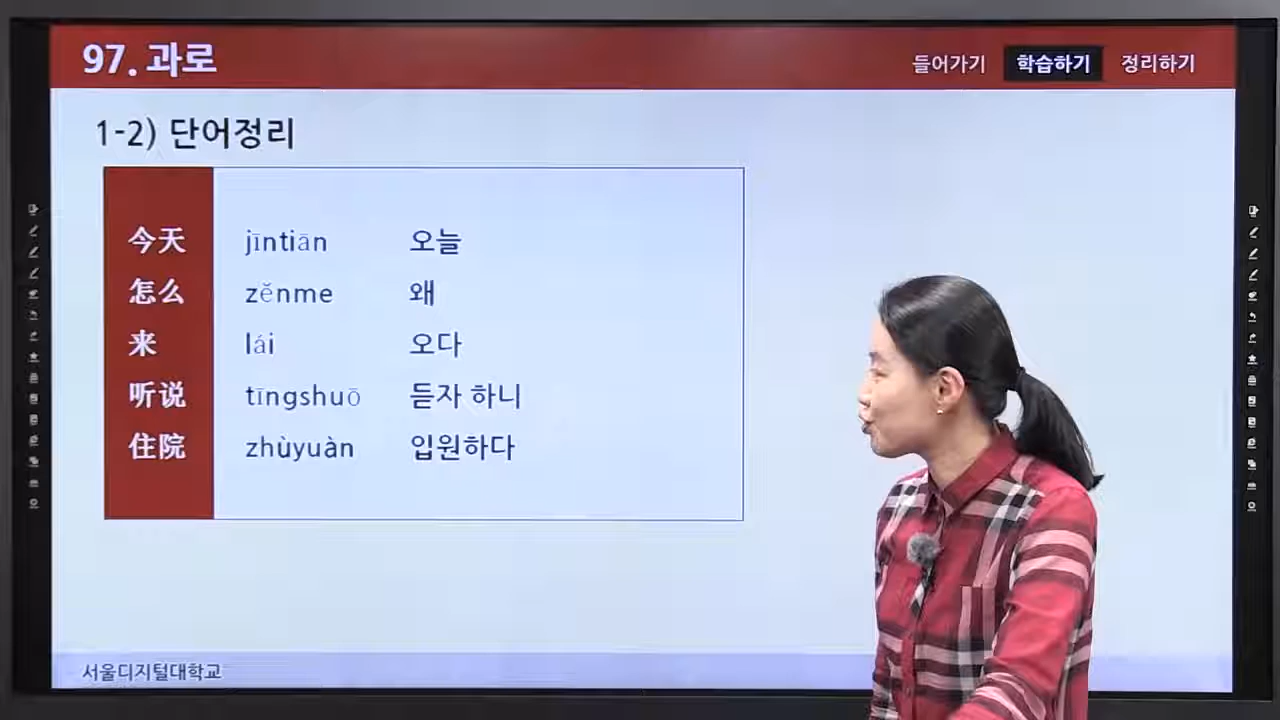 97. 과로
들어가기 학습하기 정리하기
1-2) 단어정리
今天 jīntiān 오늘
怎么 zěnme 왜
来 lái 오다
听说 tīngshuō 듣자 하니
住院 zhùyuàn 입원하다
서울디지털대학교